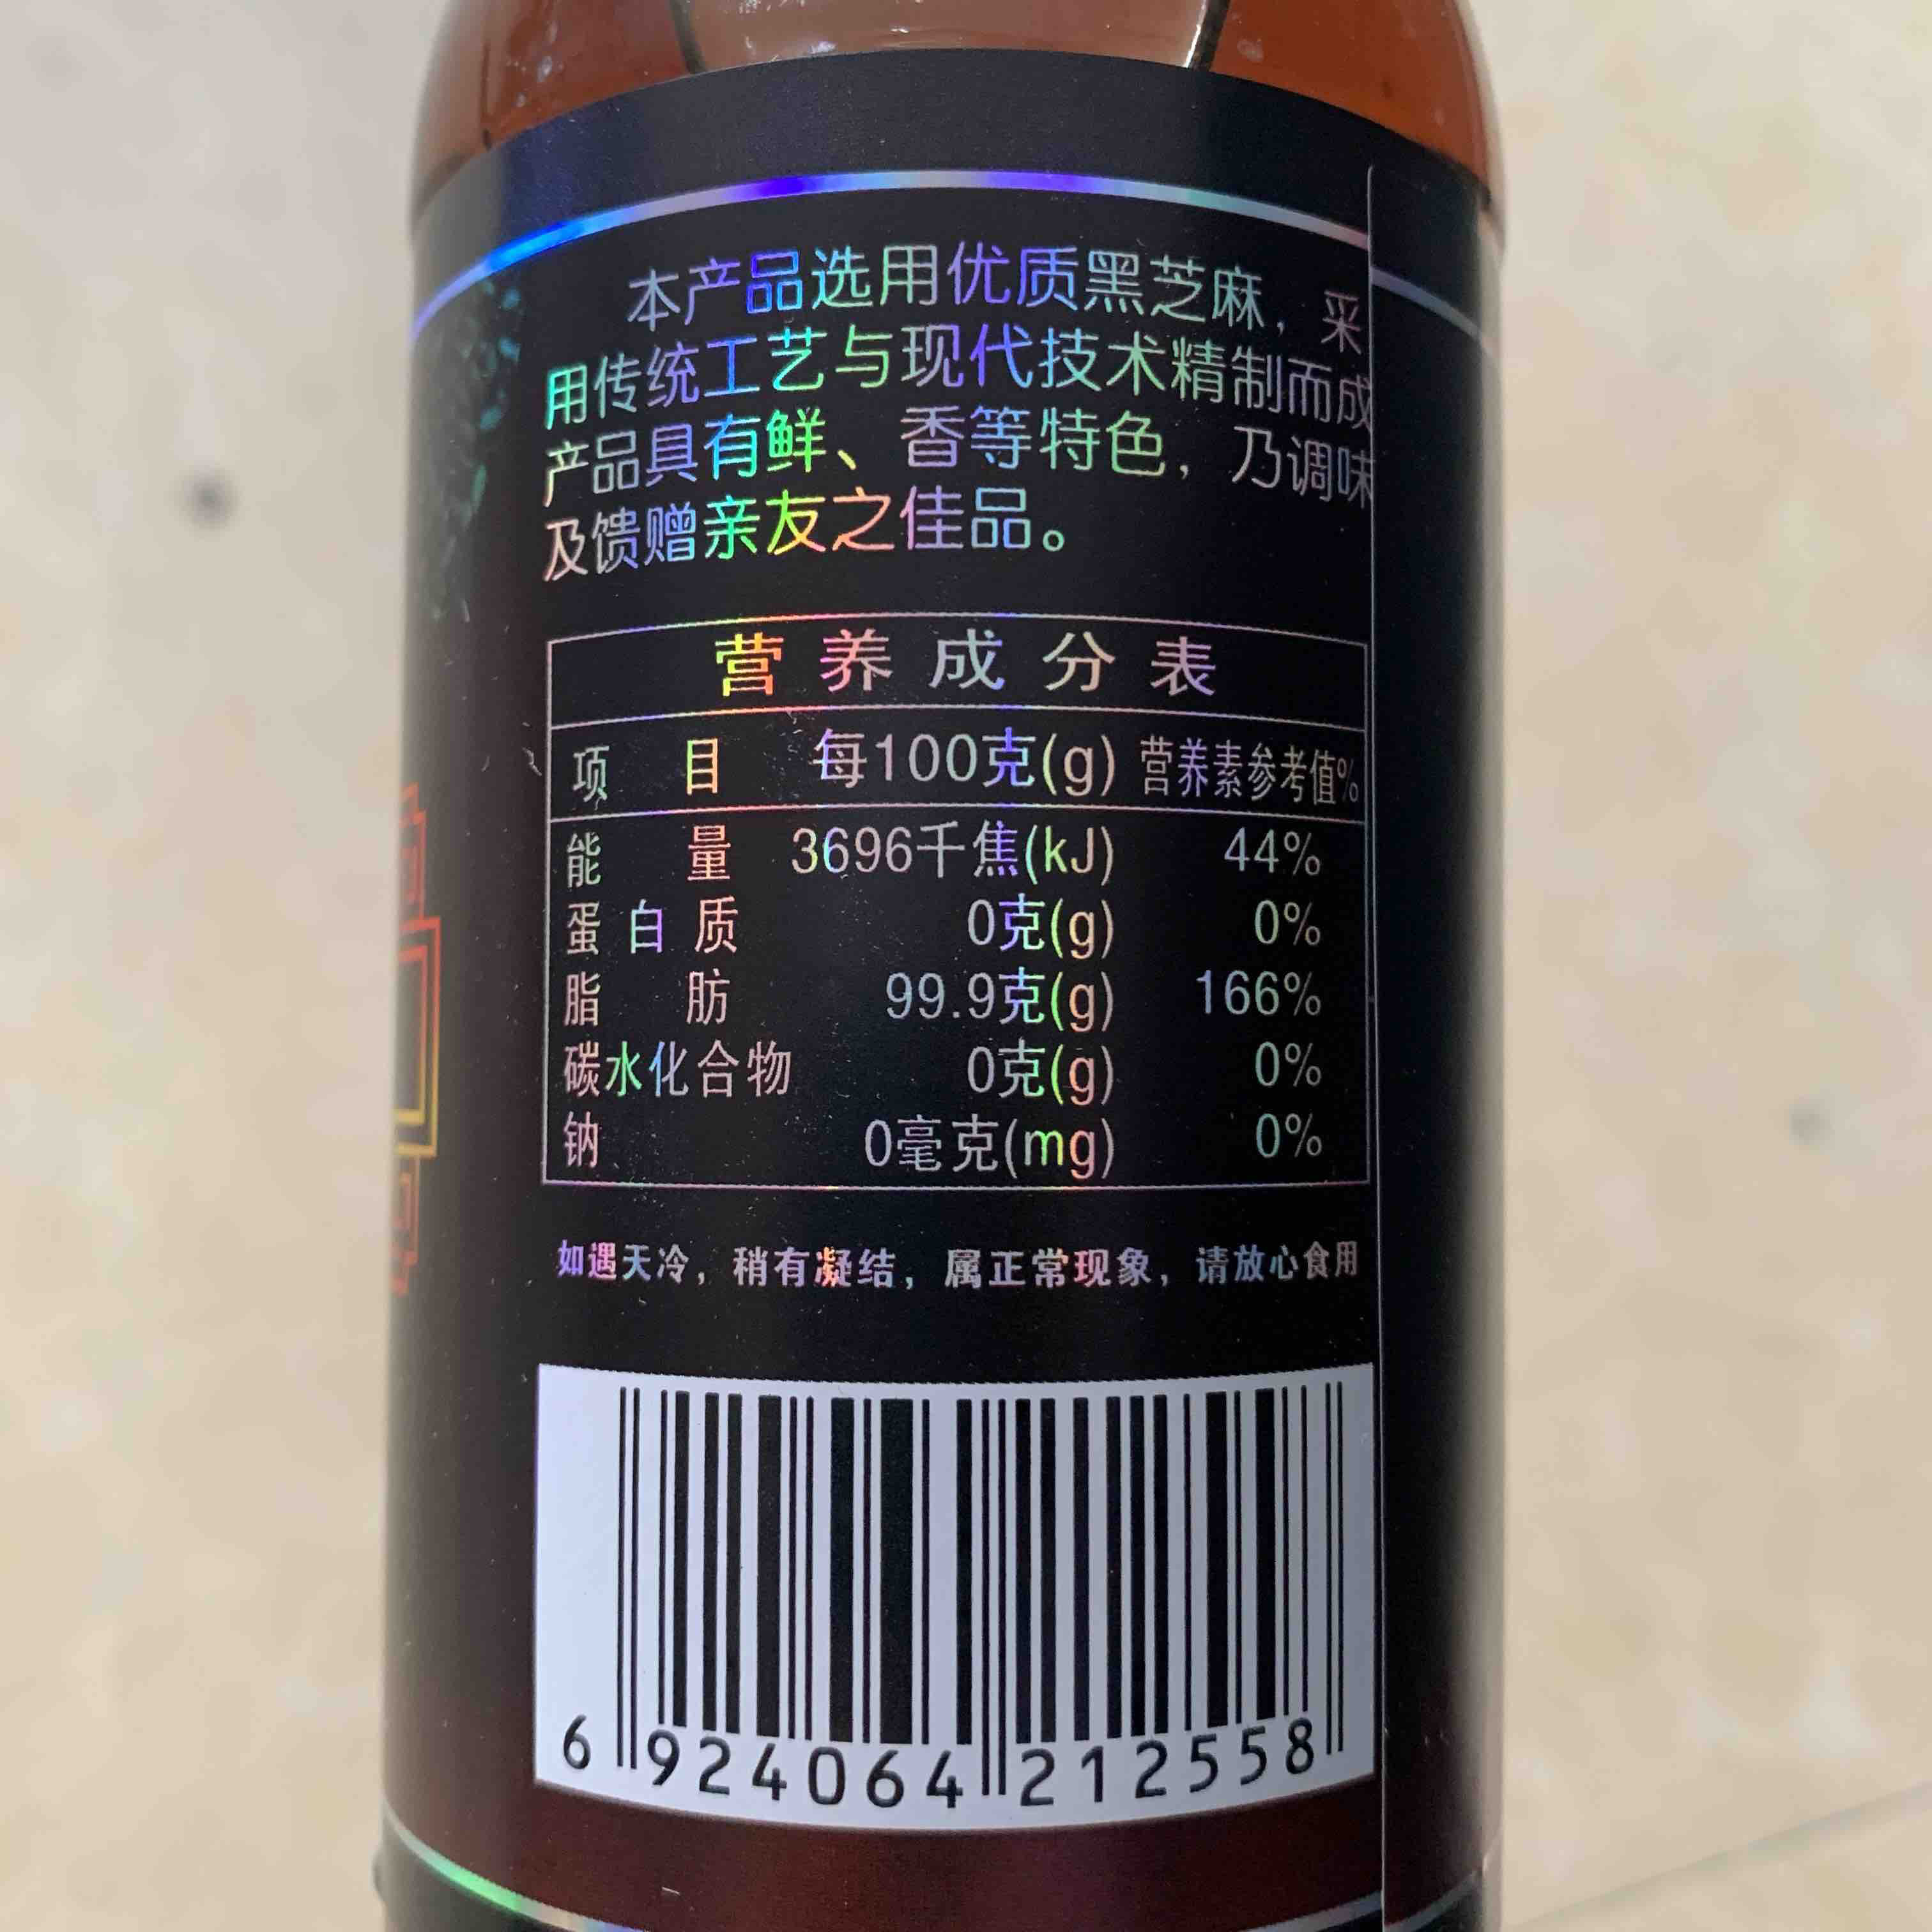 本产品选用优质黑芝麻，采
用传统工艺与现代技术精制而成
产品具有鲜、香等特色，乃调味
及馈赠亲友之佳品。
营养成分表
项目 每100克(g) 营养素参考值%
能量 3696千焦(kJ) 44%
蛋白质 0克(g) 0%
脂肪 99.9克(g) 166%
碳水化合物 0克(g) 0%
钠 0毫克(mg) 0%
如遇天冷，稍有凝结，属正常现象，请放心食用
6 924064 212558